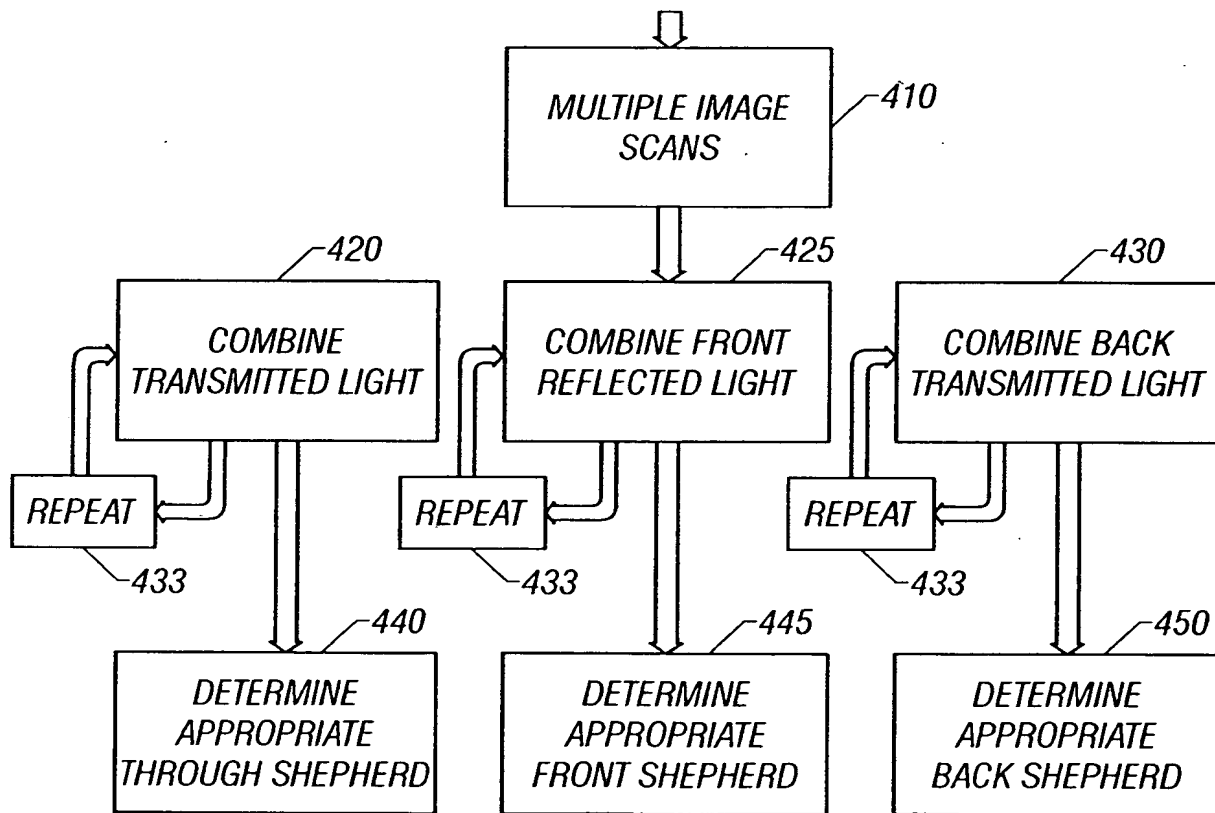 MULTIPLE IMAGE
SCANS
410
420
425
430
COMBINE
TRANSMITTED LIGHT
COMBINE FRONT
REFLECTED LIGHT
COMBINE BACK
TRANSMITTED LIGHT
REPEAT
REPEAT
REPEAT
433
433
433
440
445
450
DETERMINE
APPROPRIATE
THROUGH SHEPHERD
DETERMINE
APPROPRIATE
FRONT SHEPHERD
DETERMINE
APPROPRIATE
BACK SHEPHERD